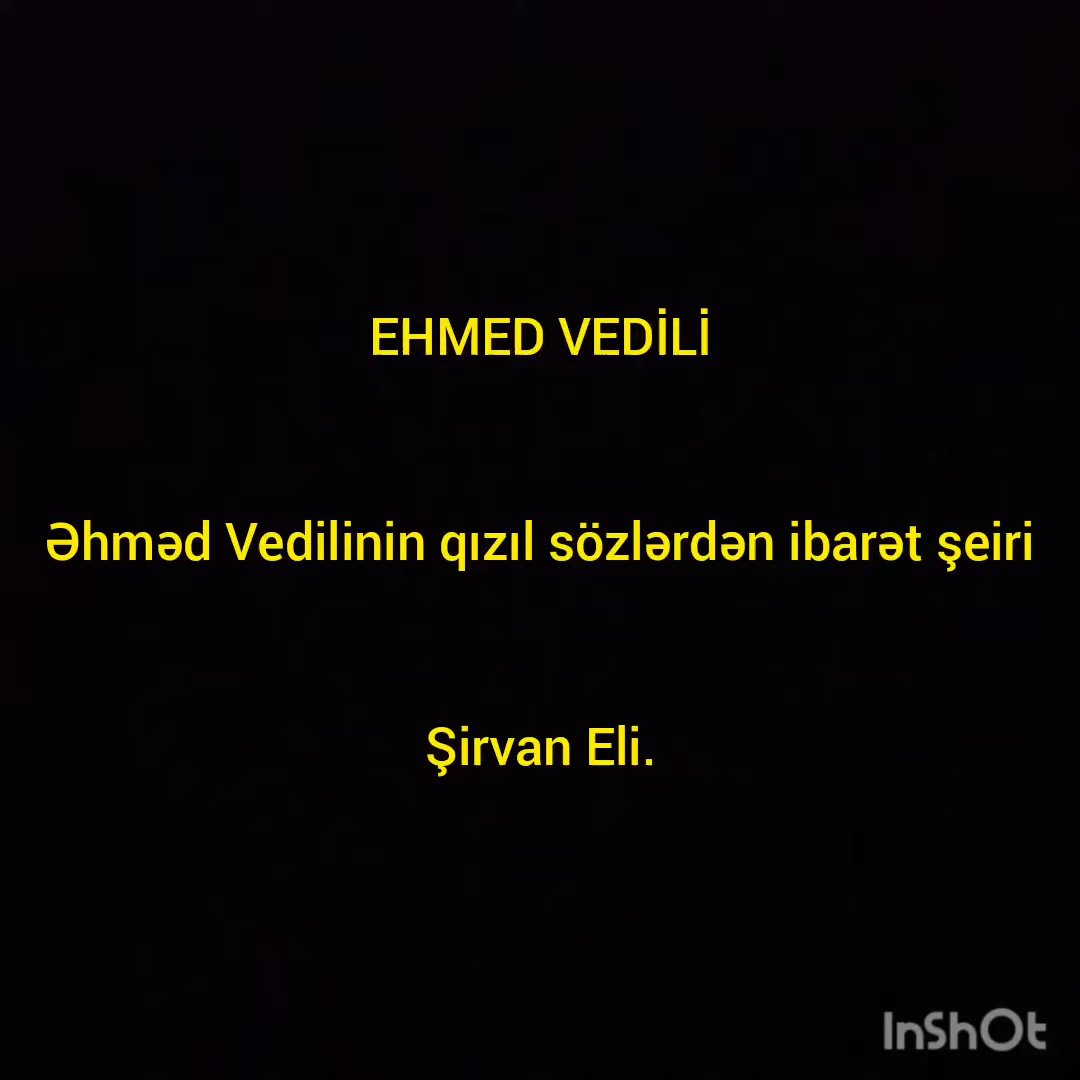 EHMED VEDİLİ
Əhməd Vedilinin qızıl sözlərdən ibarət şeiri
Şirvan Eli.
InShOt